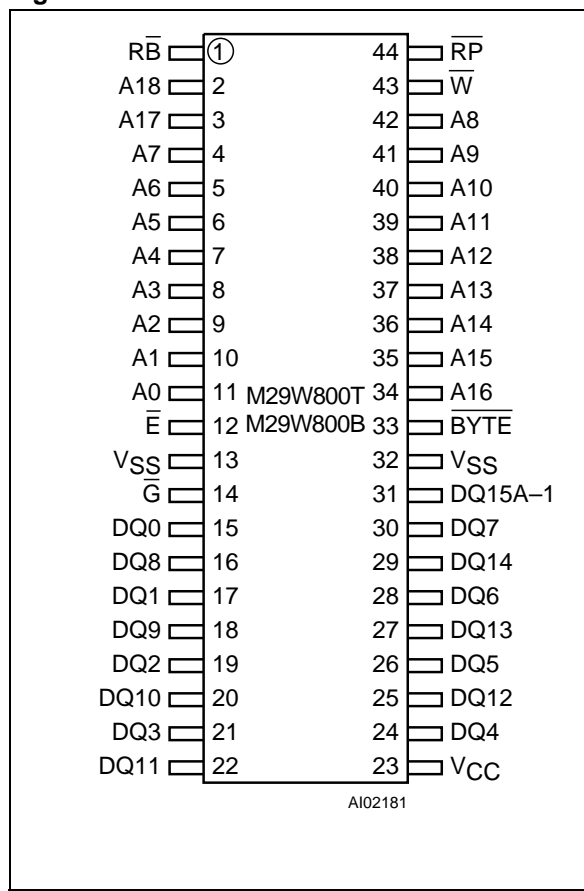 RB̅ 1 44 R̅P̅
A18 2 43 W̅
A17 3 42 A8
A7 4 41 A9
A6 5 40 A10
A5 6 39 A11
A4 7 38 A12
A3 8 37 A13
A2 9 36 A14
A1 10 35 A15
A0 11 M29W800T 34 A16
E̅ 12 M29W800B 33 B̅Y̅T̅E̅
VSS 13 32 VSS
G̅ 14 31 DQ15A–1
DQ0 15 30 DQ7
DQ8 16 29 DQ14
DQ1 17 28 DQ6
DQ9 18 27 DQ13
DQ2 19 26 DQ5
DQ10 20 25 DQ12
DQ3 21 24 DQ4
DQ11 22 23 VCC
AI02181